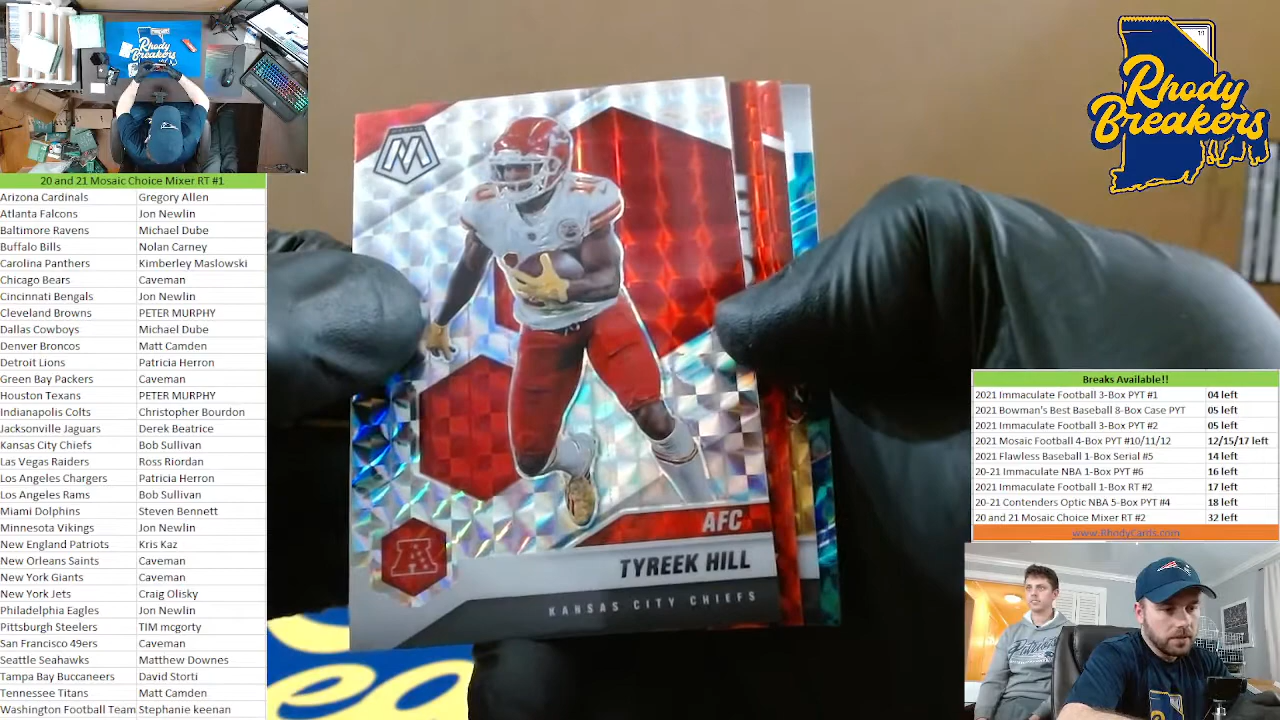 20 and 21 Mosaic Choice Mixer RT #1
Arizona Cardinals Gregory Allen
Atlanta Falcons Jon Newlin
Baltimore Ravens Michael Dube
Buffalo Bills Nolan Carney
Carolina Panthers Kimberley Maslowski
Chicago Bears Caveman
Cincinnati Bengals Jon Newlin
Cleveland Browns PETER MURPHY
Dallas Cowboys Michael Dube
Denver Broncos Matt Camden
Detroit Lions Patricia Herron
Green Bay Packers Caveman
Houston Texans PETER MURPHY
Indianapolis Colts Christopher Bourdon
Jacksonville Jaguars Derek Beatrice
Kansas City Chiefs Bob Sullivan
Las Vegas Raiders Ross Riordan
Los Angeles Chargers Patricia Herron
Los Angeles Rams Bob Sullivan
Miami Dolphins Steven Bennett
Minnesota Vikings Jon Newlin
New England Patriots Kris Kaz
New Orleans Saints Caveman
New York Giants Caveman
New York Jets Craig Olisky
Philadelphia Eagles Jon Newlin
Pittsburgh Steelers TIM mcgorty
San Francisco 49ers Caveman
Seattle Seahawks Matthew Downes
Tampa Bay Buccaneers David Storti
Tennessee Titans Matt Camden
Washington Football Team Stephanie keenan
Rhody
Breakers
MOSAIC
M
AFC
A
TYREEK HILL
KANSAS CITY CHIEFS
1/1
Rhody
Breakers
Breaks Available!!
2021 Immaculate Football 3-Box PYT #1 04 left
2021 Bowman's Best Baseball 8-Box Case PYT 05 left
2021 Immaculate Football 3-Box PYT #2 05 left
2021 Mosaic Football 4-Box PYT #10/11/12 12/15/17 left
2021 Flawless Baseball 1-Box Serial #5 14 left
20-21 Immaculate NBA 1-Box PYT #6 16 left
2021 Immaculate Football 1-Box RT #2 17 left
20-21 Contenders Optic NBA 5-Box PYT #4 18 left
20 and 21 Mosaic Choice Mixer RT #2 32 left
www.RhodyCards.com